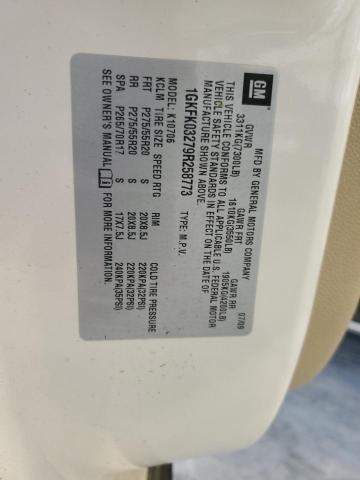 GM
MFD BY GENERAL MOTORS COMPANY
07/09
GVWR GAWR FRT GAWR RR
3311KG(7300LB) 1610KG(3550LB) 1905KG(4200LB)
THIS VEHICLE CONFORMS TO ALL APPLICABLE U.S. FEDERAL MOTOR
VEHICLE SAFETY STANDARDS IN EFFECT ON THE DATE OF
MANUFACTURE SHOWN ABOVE.
1GKFK03279R258773 TYPE: M.P.V.
MODEL: K10706
KCLM TIRE SIZE SPEED RTG RIM COLD TIRE PRESSURE
FRT P275/55R20 S 20X8.5J 220KPA(32PSI)
RR P275/55R20 S 20X8.5J 220KPA(32PSI)
SPA P265/70R17 S 17X7.5J 240KPA(35PSI)
SEE OWNER'S MANUAL FOR MORE INFORMATION.